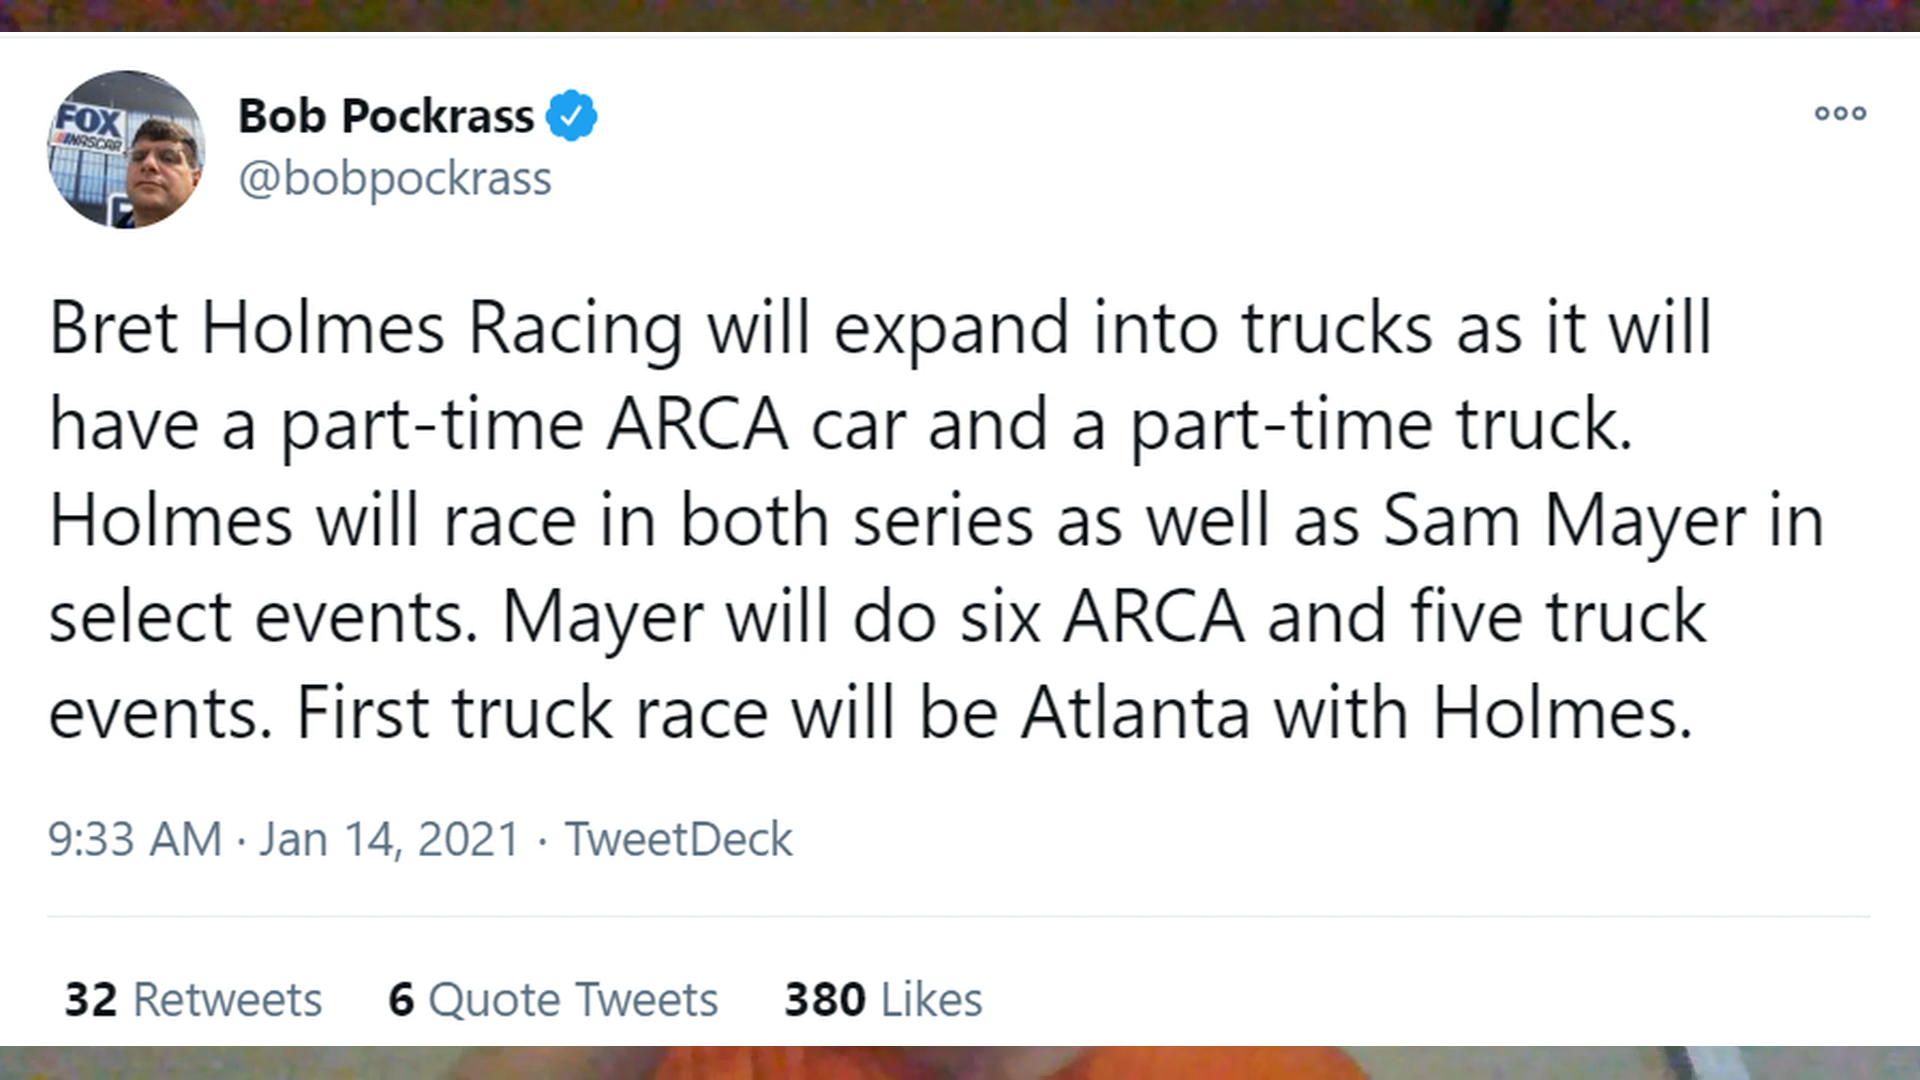 FOX
NASCAR
Bob Pockrass
@bobpockrass
Bret Holmes Racing will expand into trucks as it will
have a part-time ARCA car and a part-time truck.
Holmes will race in both series as well as Sam Mayer in
select events. Mayer will do six ARCA and five truck
events. First truck race will be Atlanta with Holmes.
9:33 AM · Jan 14, 2021 · TweetDeck
32 Retweets 6 Quote Tweets 380 Likes